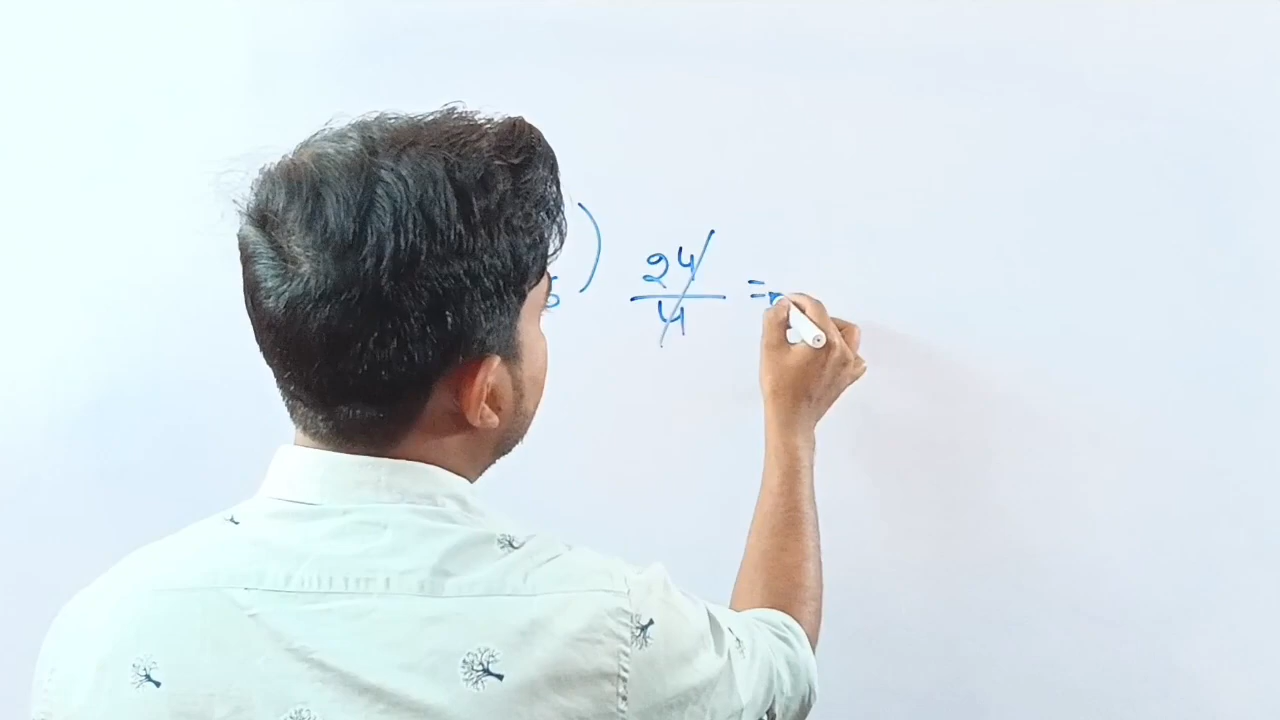 ) 24/4 =